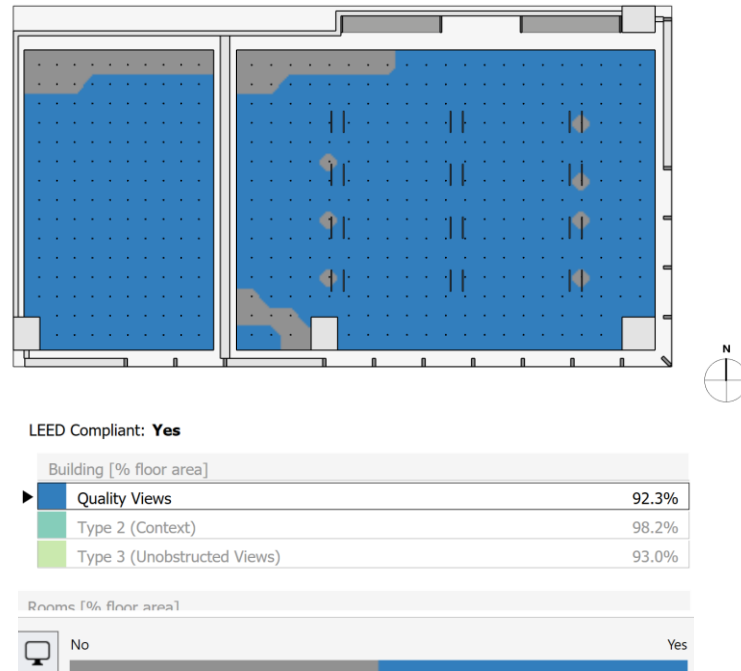 N
LEED Compliant: Yes
Building [% floor area]
Quality Views 92.3%
Type 2 (Context) 98.2%
Type 3 (Unobstructed Views) 93.0%
Rooms [% floor area]
No Yes